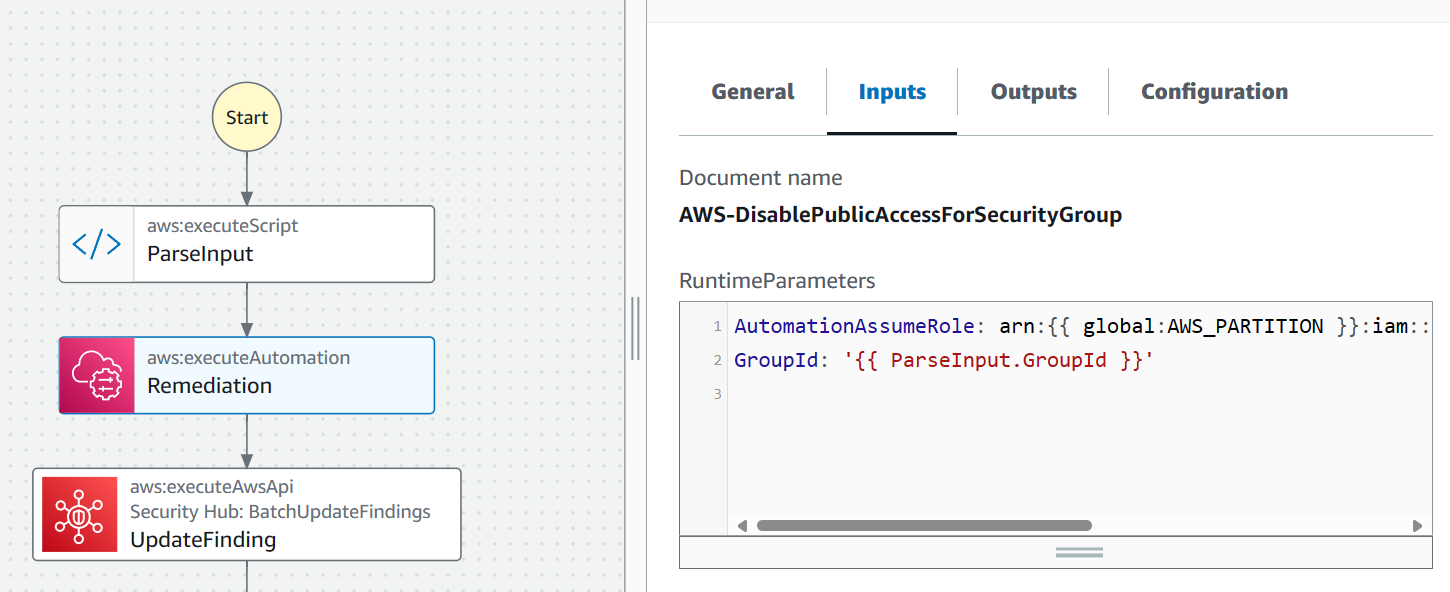 Start
aws:executeScript
ParseInput
aws:executeAutomation
Remediation
aws:executeAwsApi
Security Hub: BatchUpdateFindings
UpdateFinding
General
Inputs
Outputs
Configuration
Document name
AWS-DisablePublicAccessForSecurityGroup
RuntimeParameters
1 AutomationAssumeRole: arn:{{ global:AWS_PARTITION }}:iam::
2 GroupId: '{{ ParseInput.GroupId }}'
3